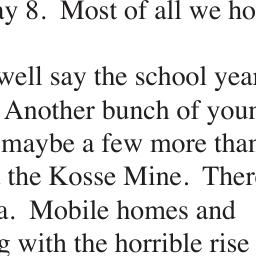 ay 8.  Most of all we ho
well say the school year
Another bunch of your
maybe a few more than
the Kosse Mine.  There
a.  Mobile homes and
g with the horrible rise